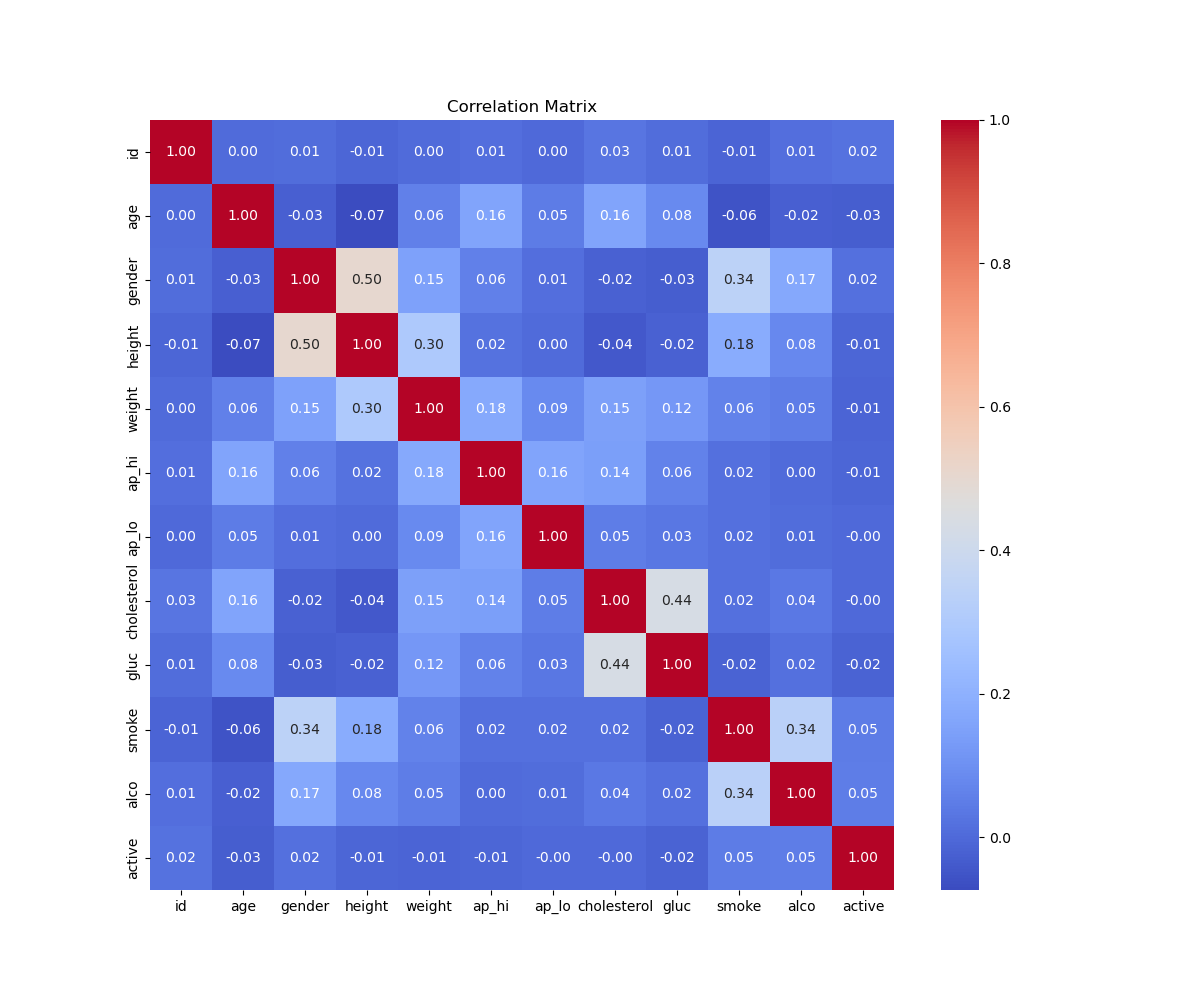 Correlation Matrix
id 1.00 0.00 0.01 -0.01 0.00 0.01 0.00 0.03 0.01 -0.01 0.01 0.02
age 0.00 1.00 -0.03 -0.07 0.06 0.16 0.05 0.16 0.08 -0.06 -0.02 -0.03
gender 0.01 -0.03 1.00 0.50 0.15 0.06 0.01 -0.02 -0.03 0.34 0.17 0.02
height -0.01 -0.07 0.50 1.00 0.30 0.02 0.00 -0.04 -0.02 0.18 0.08 -0.01
weight 0.00 0.06 0.15 0.30 1.00 0.18 0.09 0.15 0.12 0.06 0.05 -0.01
ap_hi 0.01 0.16 0.06 0.02 0.18 1.00 0.16 0.14 0.06 0.02 0.00 -0.01
ap_lo 0.00 0.05 0.01 0.00 0.09 0.16 1.00 0.05 0.03 0.02 0.01 -0.00
cholesterol 0.03 0.16 -0.02 -0.04 0.15 0.14 0.05 1.00 0.44 0.02 0.04 -0.00
gluc 0.01 0.08 -0.03 -0.02 0.12 0.06 0.03 0.44 1.00 -0.02 0.02 -0.02
smoke -0.01 -0.06 0.34 0.18 0.06 0.02 0.02 0.02 -0.02 1.00 0.34 0.05
alco 0.01 -0.02 0.17 0.08 0.05 0.00 0.01 0.04 0.02 0.34 1.00 0.05
active 0.02 -0.03 0.02 -0.01 -0.01 -0.01 -0.00 -0.00 -0.02 0.05 0.05 1.00
id age gender height weight ap_hi ap_lo cholesterol gluc smoke alco active
1.0
0.8
0.6
0.4
0.2
0.0